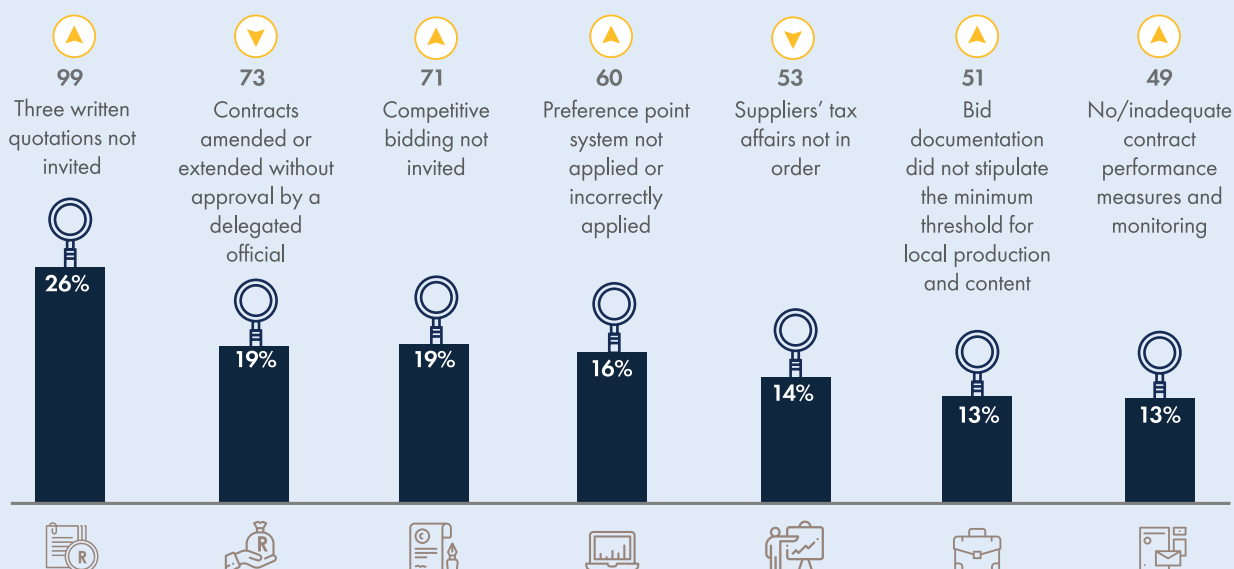 99
Three written
quotations not
invited
26%
73
Contracts
amended or
extended without
approval by a
delegated
official
19%
71
Competitive
bidding not
invited
19%
60
Preference point
system not
applied or
incorrectly
applied
16%
53
Suppliers’ tax
affairs not in
order
14%
51
Bid
documentation
did not stipulate
the minimum
threshold for
local production
and content
13%
49
No/inadequate
contract
performance
measures and
monitoring
13%
R
R